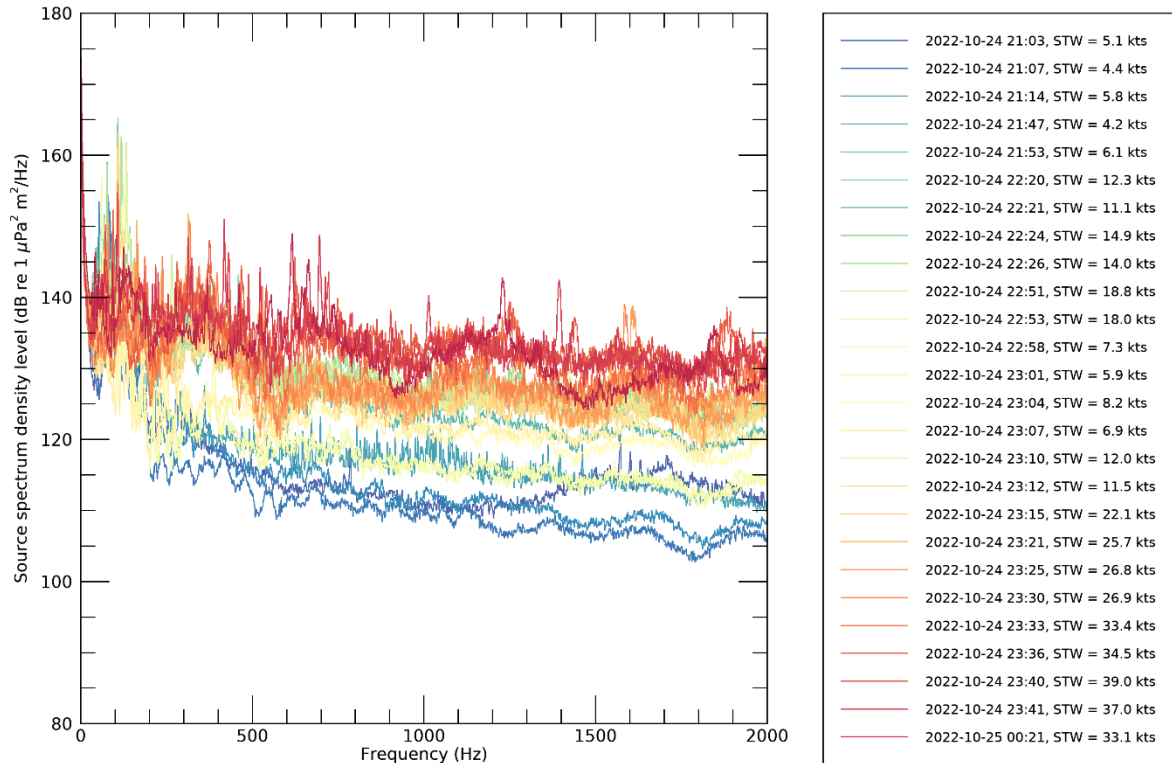 180
160
140
120
100
80
Source spectrum density level (dB re 1 µPa² m²/Hz)
0
500
1000
1500
2000
Frequency (Hz)
2022-10-24 21:03, STW = 5.1 kts
2022-10-24 21:07, STW = 4.4 kts
2022-10-24 21:14, STW = 5.8 kts
2022-10-24 21:47, STW = 4.2 kts
2022-10-24 21:53, STW = 6.1 kts
2022-10-24 22:20, STW = 12.3 kts
2022-10-24 22:21, STW = 11.1 kts
2022-10-24 22:24, STW = 14.9 kts
2022-10-24 22:26, STW = 14.0 kts
2022-10-24 22:51, STW = 18.8 kts
2022-10-24 22:53, STW = 18.0 kts
2022-10-24 22:58, STW = 7.3 kts
2022-10-24 23:01, STW = 5.9 kts
2022-10-24 23:04, STW = 8.2 kts
2022-10-24 23:07, STW = 6.9 kts
2022-10-24 23:10, STW = 12.0 kts
2022-10-24 23:12, STW = 11.5 kts
2022-10-24 23:15, STW = 22.1 kts
2022-10-24 23:21, STW = 25.7 kts
2022-10-24 23:25, STW = 26.8 kts
2022-10-24 23:30, STW = 26.9 kts
2022-10-24 23:33, STW = 33.4 kts
2022-10-24 23:36, STW = 34.5 kts
2022-10-24 23:40, STW = 39.0 kts
2022-10-24 23:41, STW = 37.0 kts
2022-10-25 00:21, STW = 33.1 kts